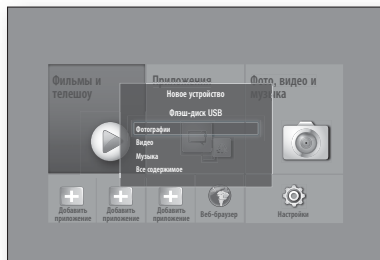 Фильмы и
телешоу
Приложения
Фото, видео и
музыка
Новое устройство
Флэш-диск USB
Фотографии
Видео
Музыка
Все содержимое
Добавить
приложение
Добавить
приложение
Добавить
приложение
Веб-браузер
Настройки